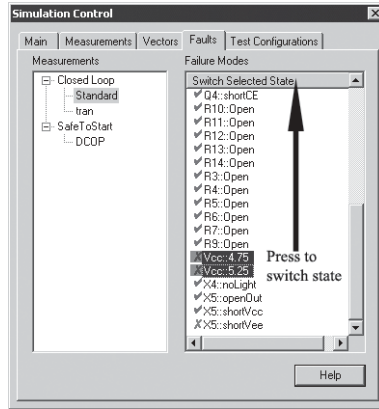 Simulation Control
Main Measurements Vectors Faults Test Configurations
Measurements
Closed Loop
Standard
tran
SafeToStart
DCOP
Failure Modes
Switch Selected State
Q4::shortCE
R10::Open
R11::Open
R12::Open
R13::Open
R14::Open
R3::Open
R4::Open
R5::Open
R6::Open
R7::Open
R9::Open
Vcc::4.75
Vcc::5.25
X4::noLight
X5::openOut
X5::shortVcc
X5::shortVee
Press to
switch state
Help